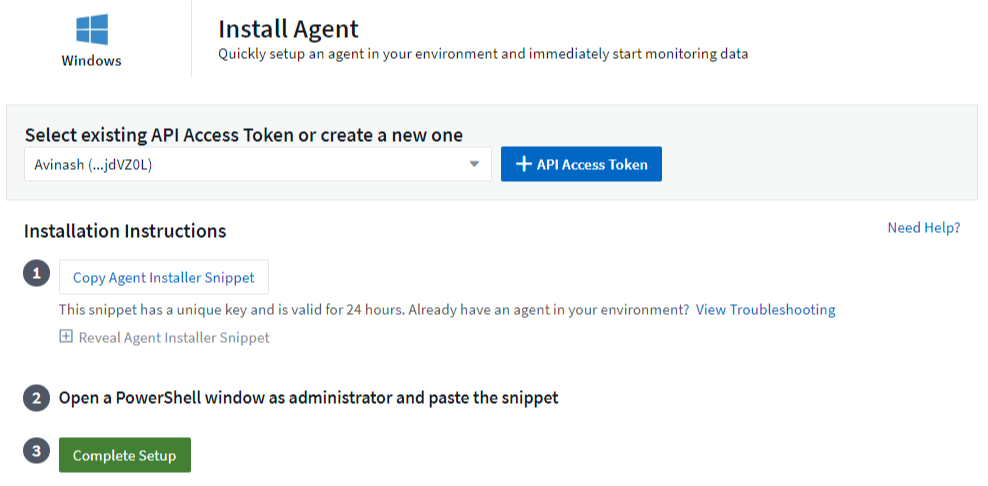 Windows
Install Agent
Quickly setup an agent in your environment and immediately start monitoring data
Select existing API Access Token or create a new one
Avinash (...jdVZ0L)
API Access Token
Installation Instructions
Need Help?
1
Copy Agent Installer Snippet
This snippet has a unique key and is valid for 24 hours. Already have an agent in your environment? View Troubleshooting
Reveal Agent Installer Snippet
2 Open a PowerShell window as administrator and paste the snippet
3 Complete Setup